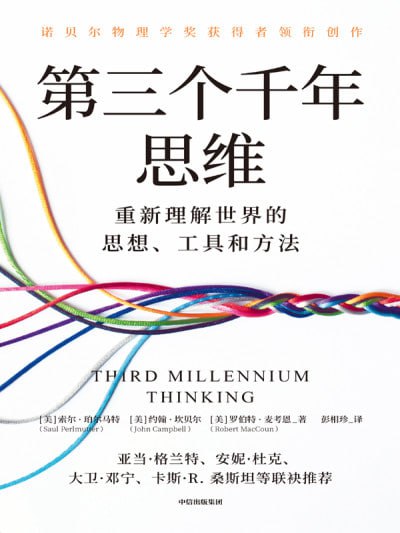 诺贝尔物理学奖获得者领衔创作
第三个千年
思维
重新理解世界的
思想、工具和方法
THIRD MILLENNIUM
THINKING
[美]索尔·珀尔马特 [美]约翰·坎贝尔 [美]罗伯特·麦考恩_著 彭相珍_译
(Saul Perlmutter) (John Campbell) (Robert MacCoun)
亚当·格兰特、安妮·杜克、
大卫·邓宁、卡斯·R. 桑斯坦等联袂推荐
中信出版集团